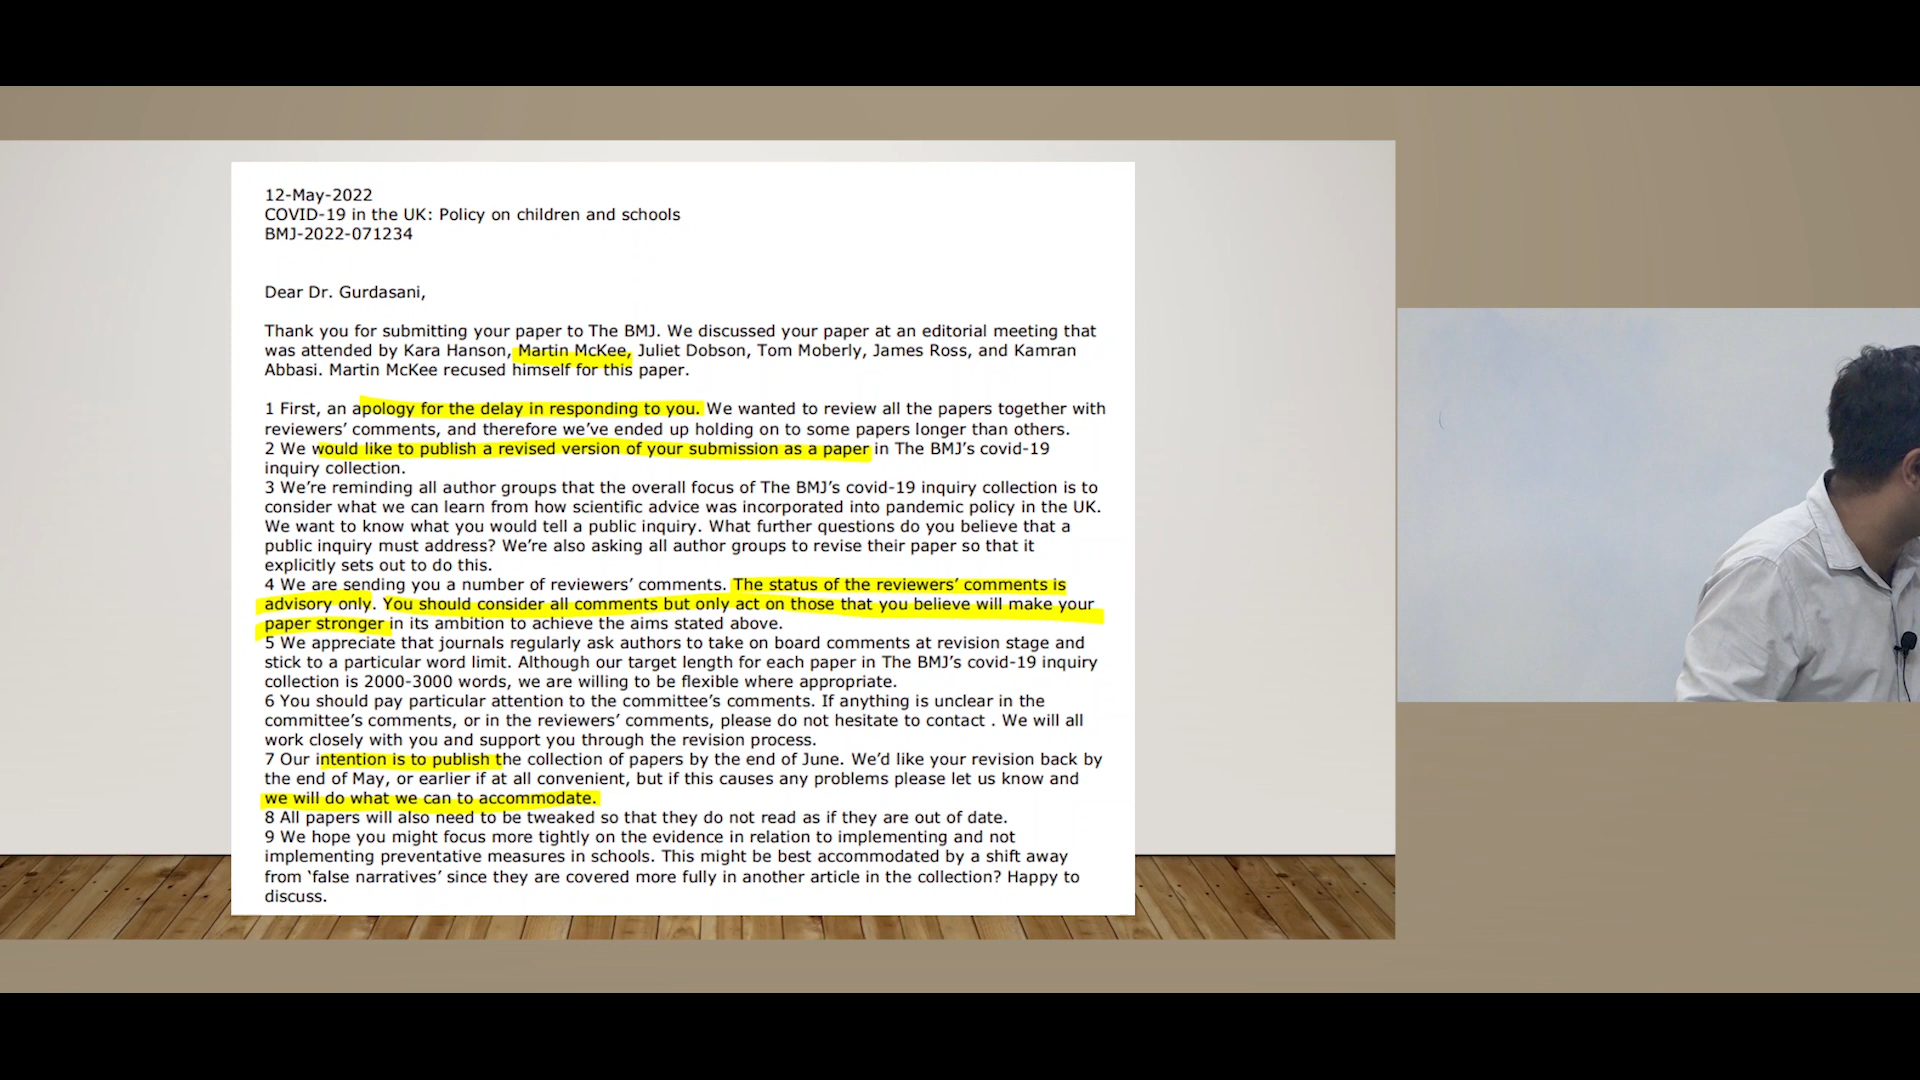 12-May-2022
COVID-19 in the UK: Policy on children and schools
BMJ-2022-071234
Dear Dr. Gurdasani,
Thank you for submitting your paper to The BMJ. We discussed your paper at an editorial meeting that
was attended by Kara Hanson, Martin McKee, Juliet Dobson, Tom Moberly, James Ross, and Kamran
Abbasi. Martin McKee recused himself for this paper.
1 First, an apology for the delay in responding to you. We wanted to review all the papers together with
reviewers’ comments, and therefore we’ve ended up holding on to some papers longer than others.
2 We would like to publish a revised version of your submission as a paper in The BMJ’s covid-19
inquiry collection.
3 We’re reminding all author groups that the overall focus of The BMJ’s covid-19 inquiry collection is to
consider what we can learn from how scientific advice was incorporated into pandemic policy in the UK.
We want to know what you would tell a public inquiry. What further questions do you believe that a
public inquiry must address? We’re also asking all author groups to revise their paper so that it
explicitly sets out to do this.
4 We are sending you a number of reviewers’ comments. The status of the reviewers’ comments is
advisory only. You should consider all comments but only act on those that you believe will make your
paper stronger in its ambition to achieve the aims stated above.
5 We appreciate that journals regularly ask authors to take on board comments at revision stage and
stick to a particular word limit. Although our target length for each paper in The BMJ’s covid-19 inquiry
collection is 2000-3000 words, we are willing to be flexible where appropriate.
6 You should pay particular attention to the committee’s comments. If anything is unclear in the
committee’s comments, or in the reviewers’ comments, please do not hesitate to contact . We will all
work closely with you and support you through the revision process.
7 Our intention is to publish the collection of papers by the end of June. We’d like your revision back by
the end of May, or earlier if at all convenient, but if this causes any problems please let us know and
we will do what we can to accommodate.
8 All papers will also need to be tweaked so that they do not read as if they are out of date.
9 We hope you might focus more tightly on the evidence in relation to implementing and not
implementing preventative measures in schools. This might be best accommodated by a shift away
from ‘false narratives’ since they are covered more fully in another article in the collection? Happy to
discuss.